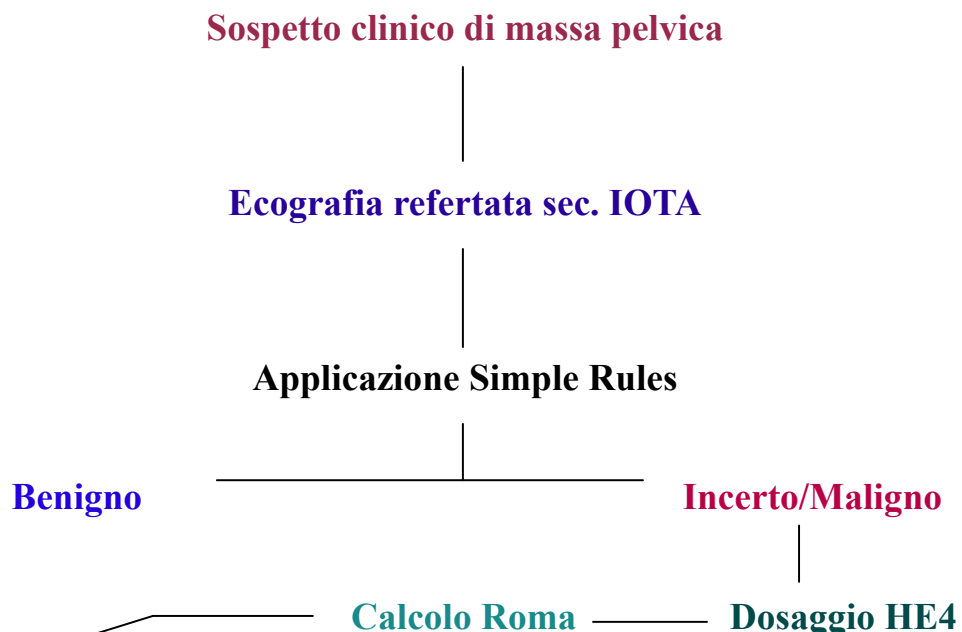 Sospetto clinico di massa pelvica
Ecografia refertata sec. IOTA
Applicazione Simple Rules
Benigno
Incerto/Maligno
Calcolo Roma
Dosaggio HE4